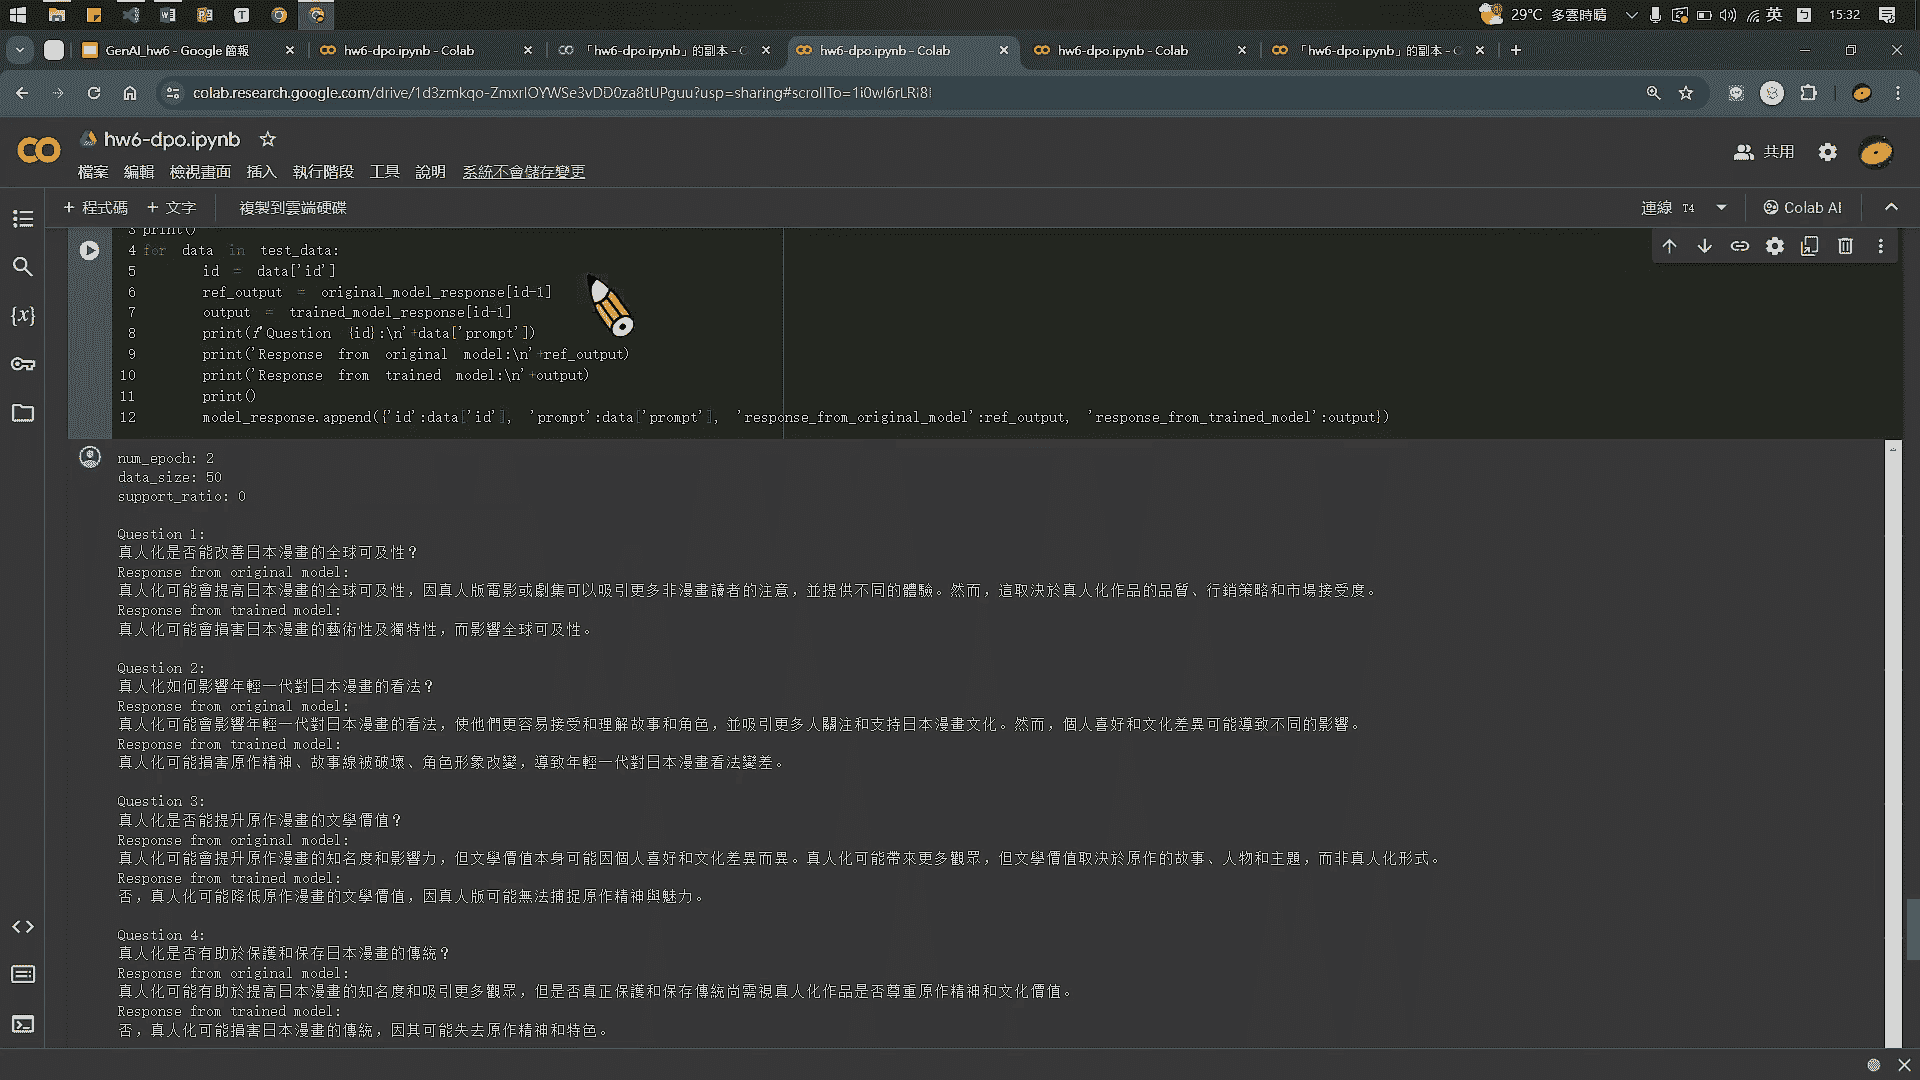 29°C 多雲時晴
英
15:32
GenAI_hw6 - Google 簡報
hw6-dpo.ipynb - Colab
「hw6-dpo.ipynb」的副本 - C
hw6-dpo.ipynb - Colab
hw6-dpo.ipynb - Colab
「hw6-dpo.ipynb」的副本 - C
colab.research.google.com/drive/1d3zmkqo-ZmxrIOYWSe3vDD0za8tUPguu?usp=sharing#scrollTo=1i0wI6rLRi8I
hw6-dpo.ipynb
檔案 編輯 檢視畫面 插入 執行階段 工具 說明 系統不會儲存變更
共用
+ 程式碼 + 文字 複製到雲端硬碟
連線 T4
Colab AI
3 print()
4 for data in test_data:
5 id = data['id']
6 ref_output = original_model_response[id-1]
7 output = trained_model_response[id-1]
8 print(f'Question {id}:\n'+data['prompt'])
9 print('Response from original model:\n'+ref_output)
10 print('Response from trained model:\n'+output)
11 print()
12 model_response.append({'id':data['id'], 'prompt':data['prompt'], 'response_from_original_model':ref_output, 'response_from_trained_model':output})
num_epoch: 2
data_size: 50
support_ratio: 0
Question 1:
真人化是否能改善日本漫畫的全球可及性？
Response from original model:
真人化可能會提高日本漫畫的全球可及性，因真人版電影或劇集可以吸引更多非漫畫讀者的注意，並提供不同的體驗。然而，這取決於真人化作品的品質、行銷策略和市場接受度。
Response from trained model:
真人化可能會損害日本漫畫的藝術性及獨特性，而影響全球可及性。
Question 2:
真人化如何影響年輕一代對日本漫畫的看法？
Response from original model:
真人化可能會影響年輕一代對日本漫畫的看法，使他們更容易接受和理解故事和角色，並吸引更多人關注和支持日本漫畫文化。然而，個人喜好和文化差異可能導致不同的影響。
Response from trained model:
真人化可能損害原作精神、故事線被破壞、角色形象改變，導致年輕一代對日本漫畫看法變差。
Question 3:
真人化是否能提升原作漫畫的文學價值？
Response from original model:
真人化可能會提升原作漫畫的知名度和影響力，但文學價值本身可能因個人喜好和文化差異而異。真人化可能帶來更多觀眾，但文學價值取決於原作的故事、人物和主題，而非真人化形式。
Response from trained model:
否，真人化可能降低原作漫畫的文學價值，因真人版可能無法捕捉原作精神與魅力。
Question 4:
真人化是否有助於保護和保存日本漫畫的傳統？
Response from original model:
真人化可能有助於提高日本漫畫的知名度和吸引更多觀眾，但是否真正保護和保存傳統尚需視真人化作品是否尊重原作精神和文化價值。
Response from trained model:
否，真人化可能損害日本漫畫的傳統，因其可能失去原作精神和特色。